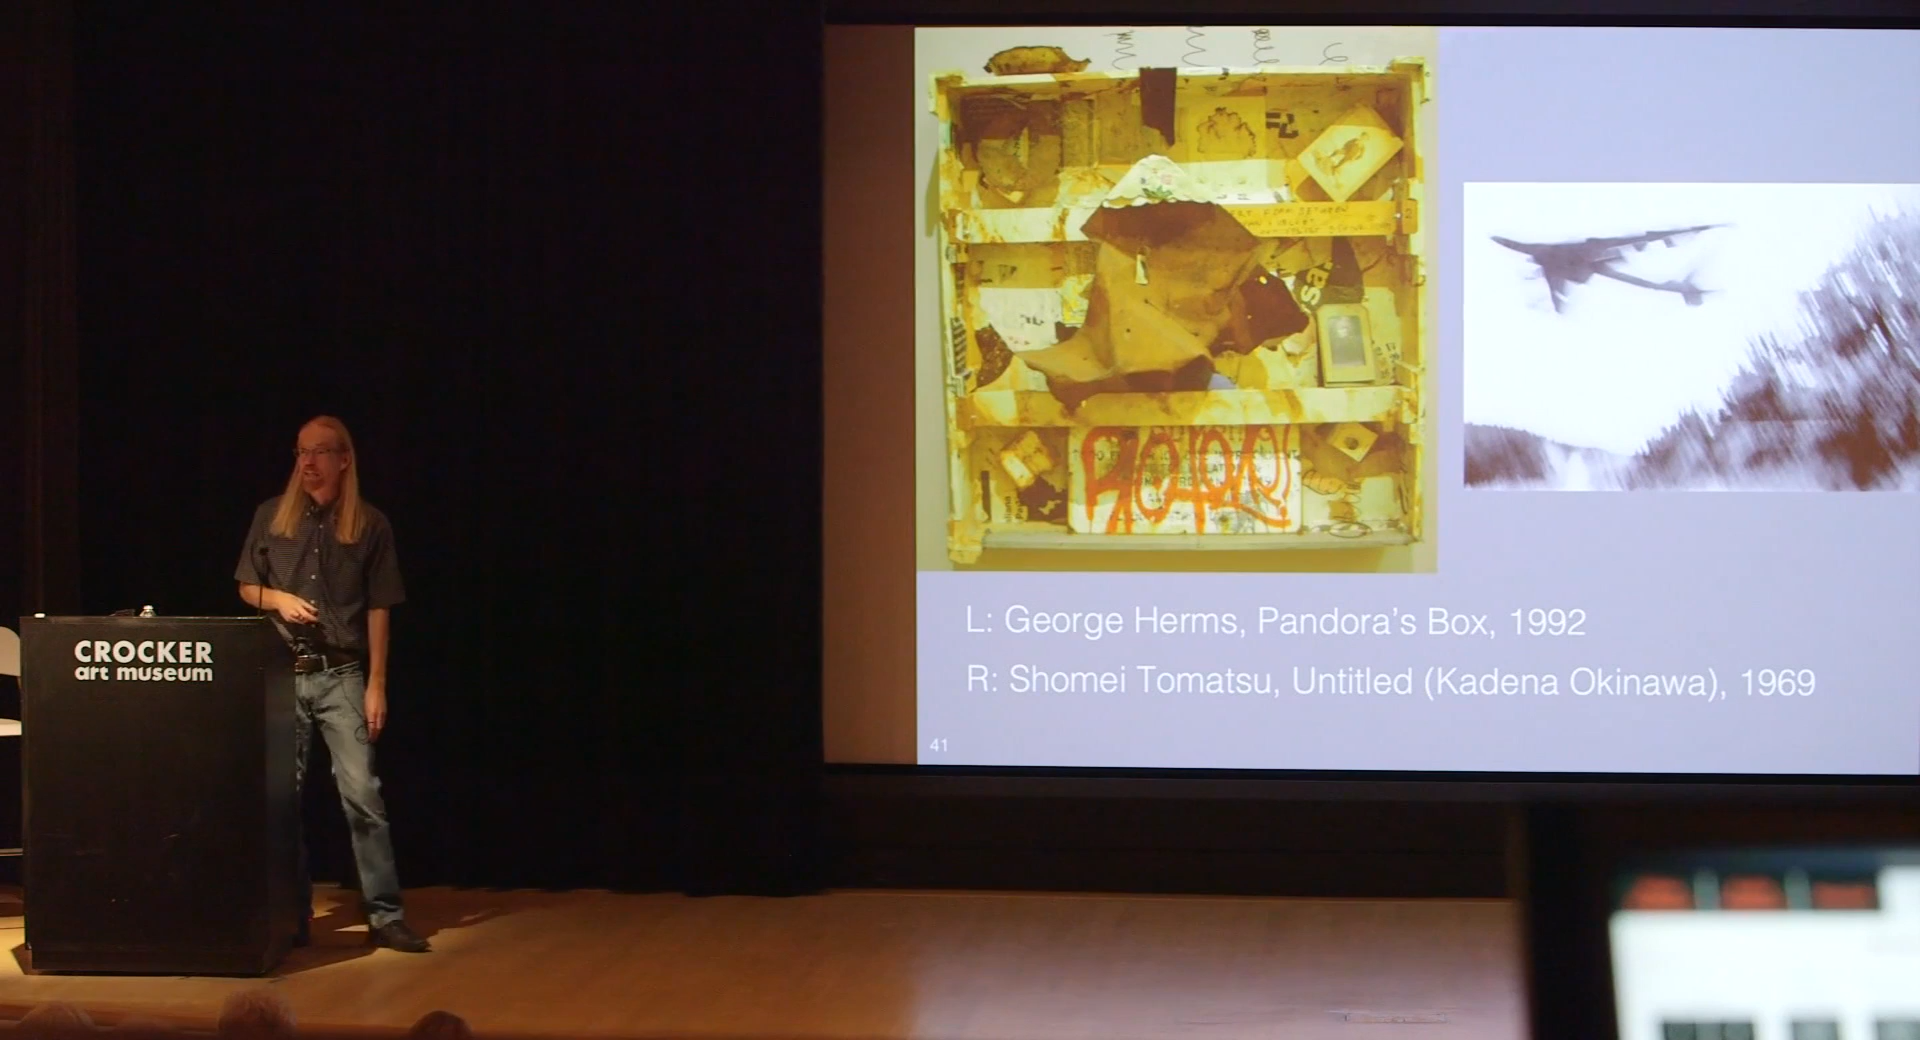 CROCKER
art museum
L: George Herms, Pandora's Box, 1992
R: Shomei Tomatsu, Untitled (Kadena Okinawa), 1969
41